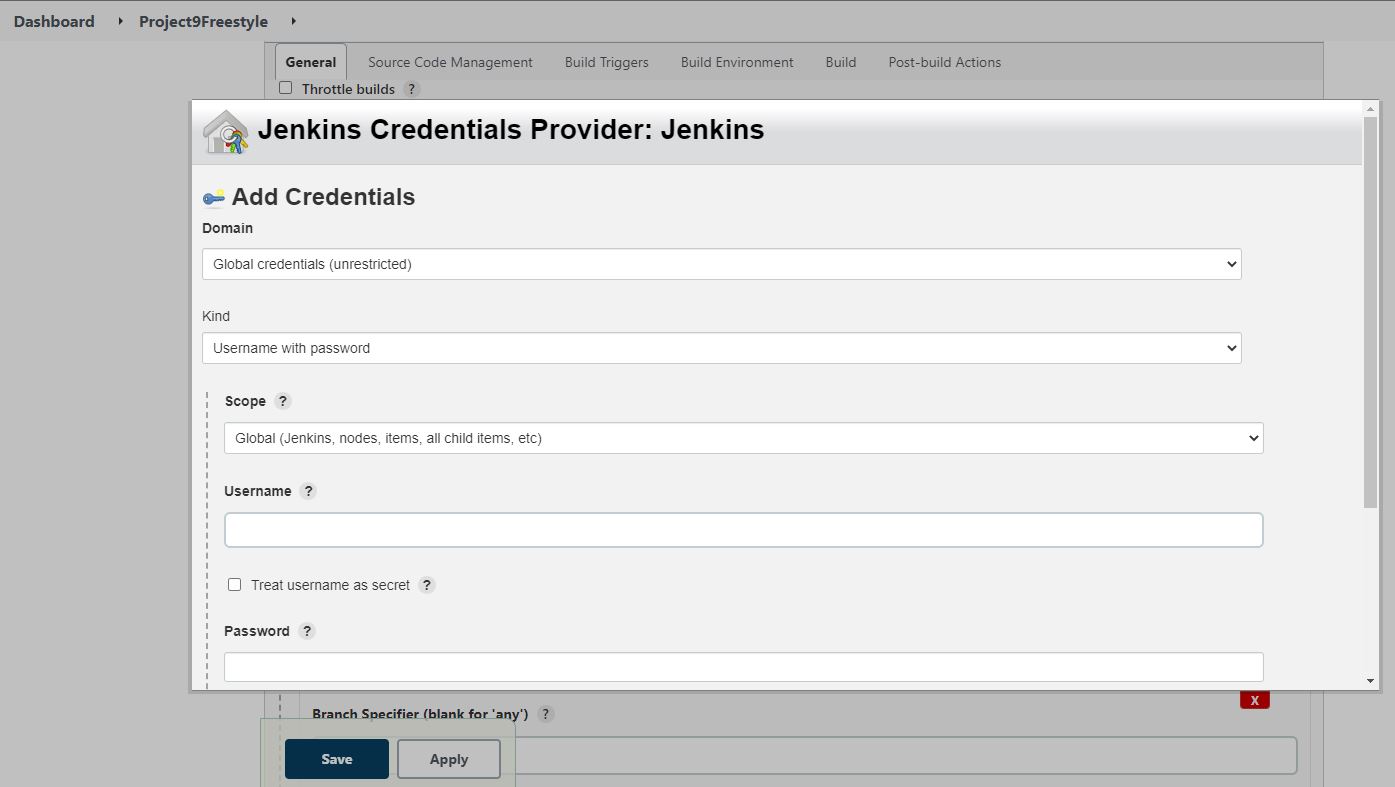 Dashboard Project9Freestyle
General Source Code Management Build Triggers Build Environment Build Post-build Actions
Throttle builds ?
Jenkins Credentials Provider: Jenkins
Add Credentials
Domain
Global credentials (unrestricted)
Kind
Username with password
Scope ?
Global (Jenkins, nodes, items, all child items, etc)
Username ?
Treat username as secret ?
Password ?
X
Branch Specifier (blank for 'any') ?
Save Apply